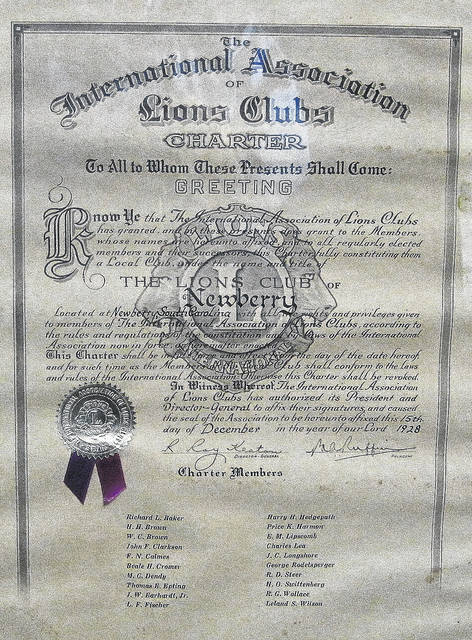 The
International Association
OF
Lions Clubs
CHARTER
To All to Whom These Presents Shall Come:
GREETING
Know Ye that The International Association of Lions Clubs
has granted, and by these presents does grant to the Members,
whose names are hereunto affixed, and to all regularly elected
members and their successors, this Charter fully constituting them
a Local Club, under the name and title of
THE LIONS CLUB OF
Newberry
Located at Newberry, South Carolina with all and privileges given
to members of The International Association of Lions Clubs, according to
the rules and regulations of the constitution and By-Laws of the International
Association now in force, or hereafter enacted.
This Charter shall be in force and effect from the day of the date hereof,
and for such time as the Members of said Club shall conform to the laws
and rules of the International Association, otherwise this Charter shall be revoked.
In Witness Whereof, The International Association
of Lions Clubs has authorized its President and
Director-General to affix their signatures, and caused
the seal of the Association to be hereunto affixed this 15th
day of December in the year of our Lord 1928
R Roy Keaton
DIRECTOR-GENERAL PRESIDENT
Charter Members
Richard L. Baker
H. H. Brown
W. C. Brown
John F. Clarkson
E. N. Calmes
Beale H. Cromer
M. C. Dendy
Thomas E. Epting
J. W. Earhardt, Jr.
L. F. Fischer
Harry H. Hedgepath
Price K. Harmon
E. M. Lipscomb
Charles Lea
J. C. Longshore
George Rodelsperger
R. D. Steer
H. O. Swittenberg
R. G. Wallace
Leland S. Wilson